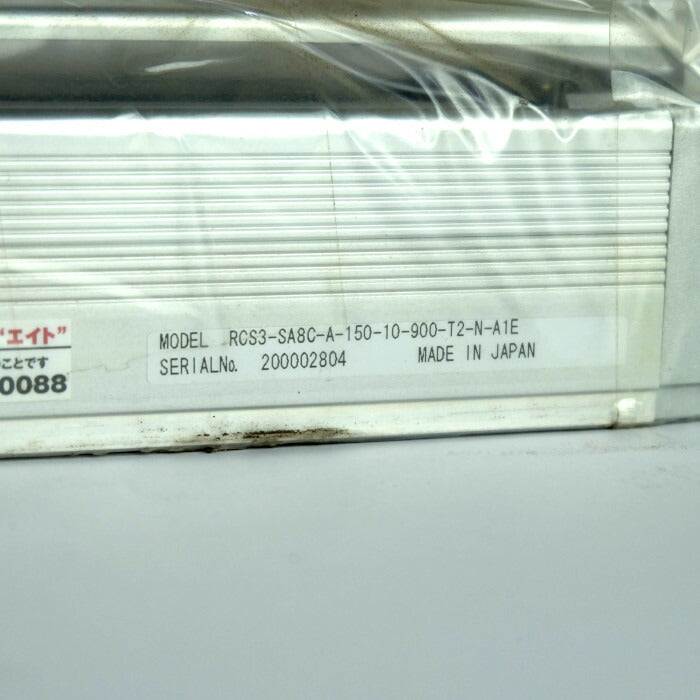 "エイト"
ことです
0088
MODEL RCS3-SA8C-A-150-10-900-T2-N-A1E
SERIALNo. 200002804 MADE IN JAPAN